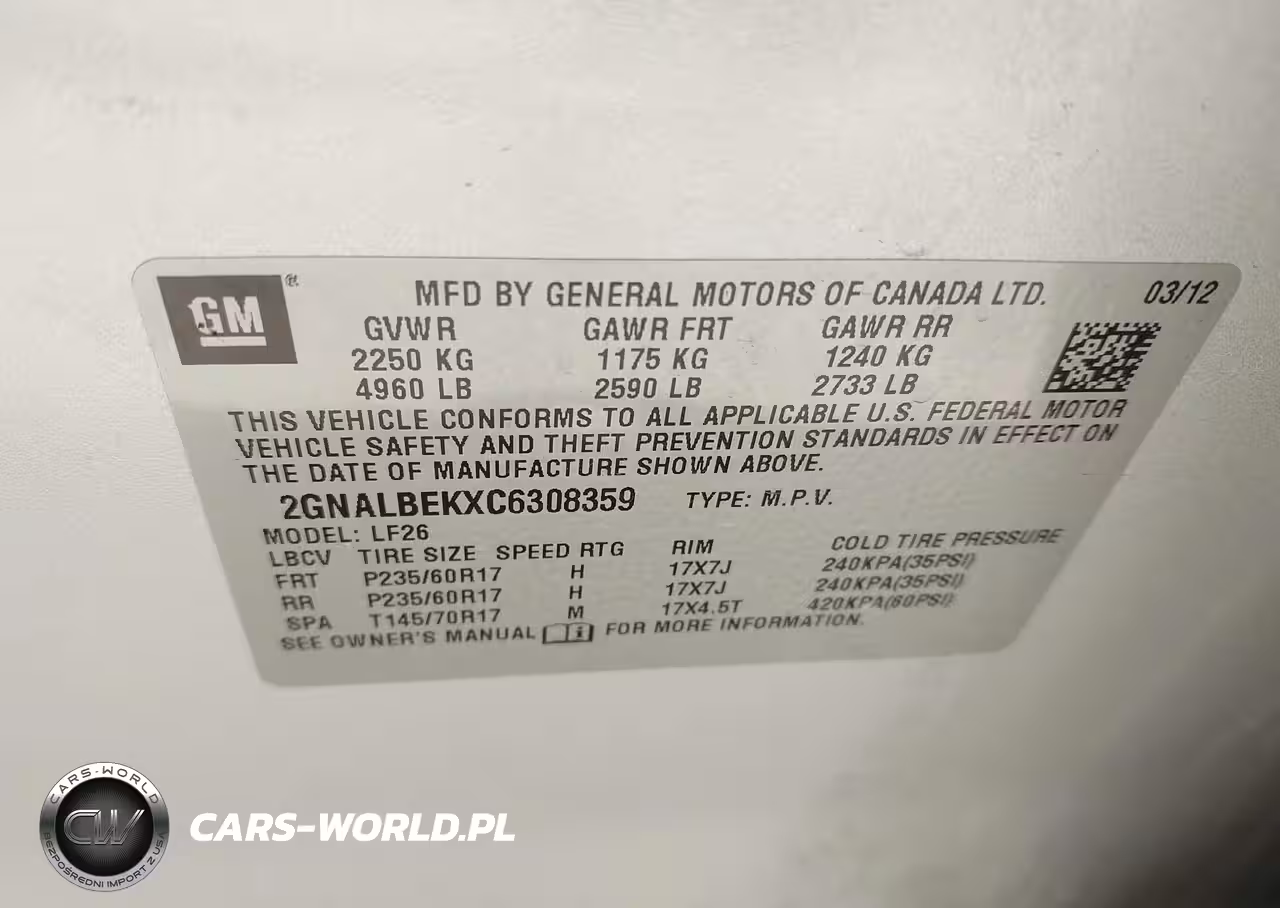 GM®
MFD BY GENERAL MOTORS OF CANADA LTD. 03/12
GVWR GAWR FRT GAWR RR
2250 KG 1175 KG 1240 KG
4960 LB 2590 LB 2733 LB
THIS VEHICLE CONFORMS TO ALL APPLICABLE U.S. FEDERAL MOTOR
VEHICLE SAFETY AND THEFT PREVENTION STANDARDS IN EFFECT ON
THE DATE OF MANUFACTURE SHOWN ABOVE.
2GNALBEKXC6308359 TYPE: M.P.V.
MODEL: LF26
LBCV TIRE SIZE SPEED RTG RIM COLD TIRE PRESSURE
FRT P235/60R17 H 17X7J 240KPA(35PSI)
RR P235/60R17 H 17X7J 240KPA(35PSI)
SPA T145/70R17 M 17X4.5T 420KPA(60PSI)
SEE OWNER'S MANUAL FOR MORE INFORMATION.
CARS-WORLD
CW
BEZPOŚREDNI IMPORT Z USA
CARS-WORLD.PL